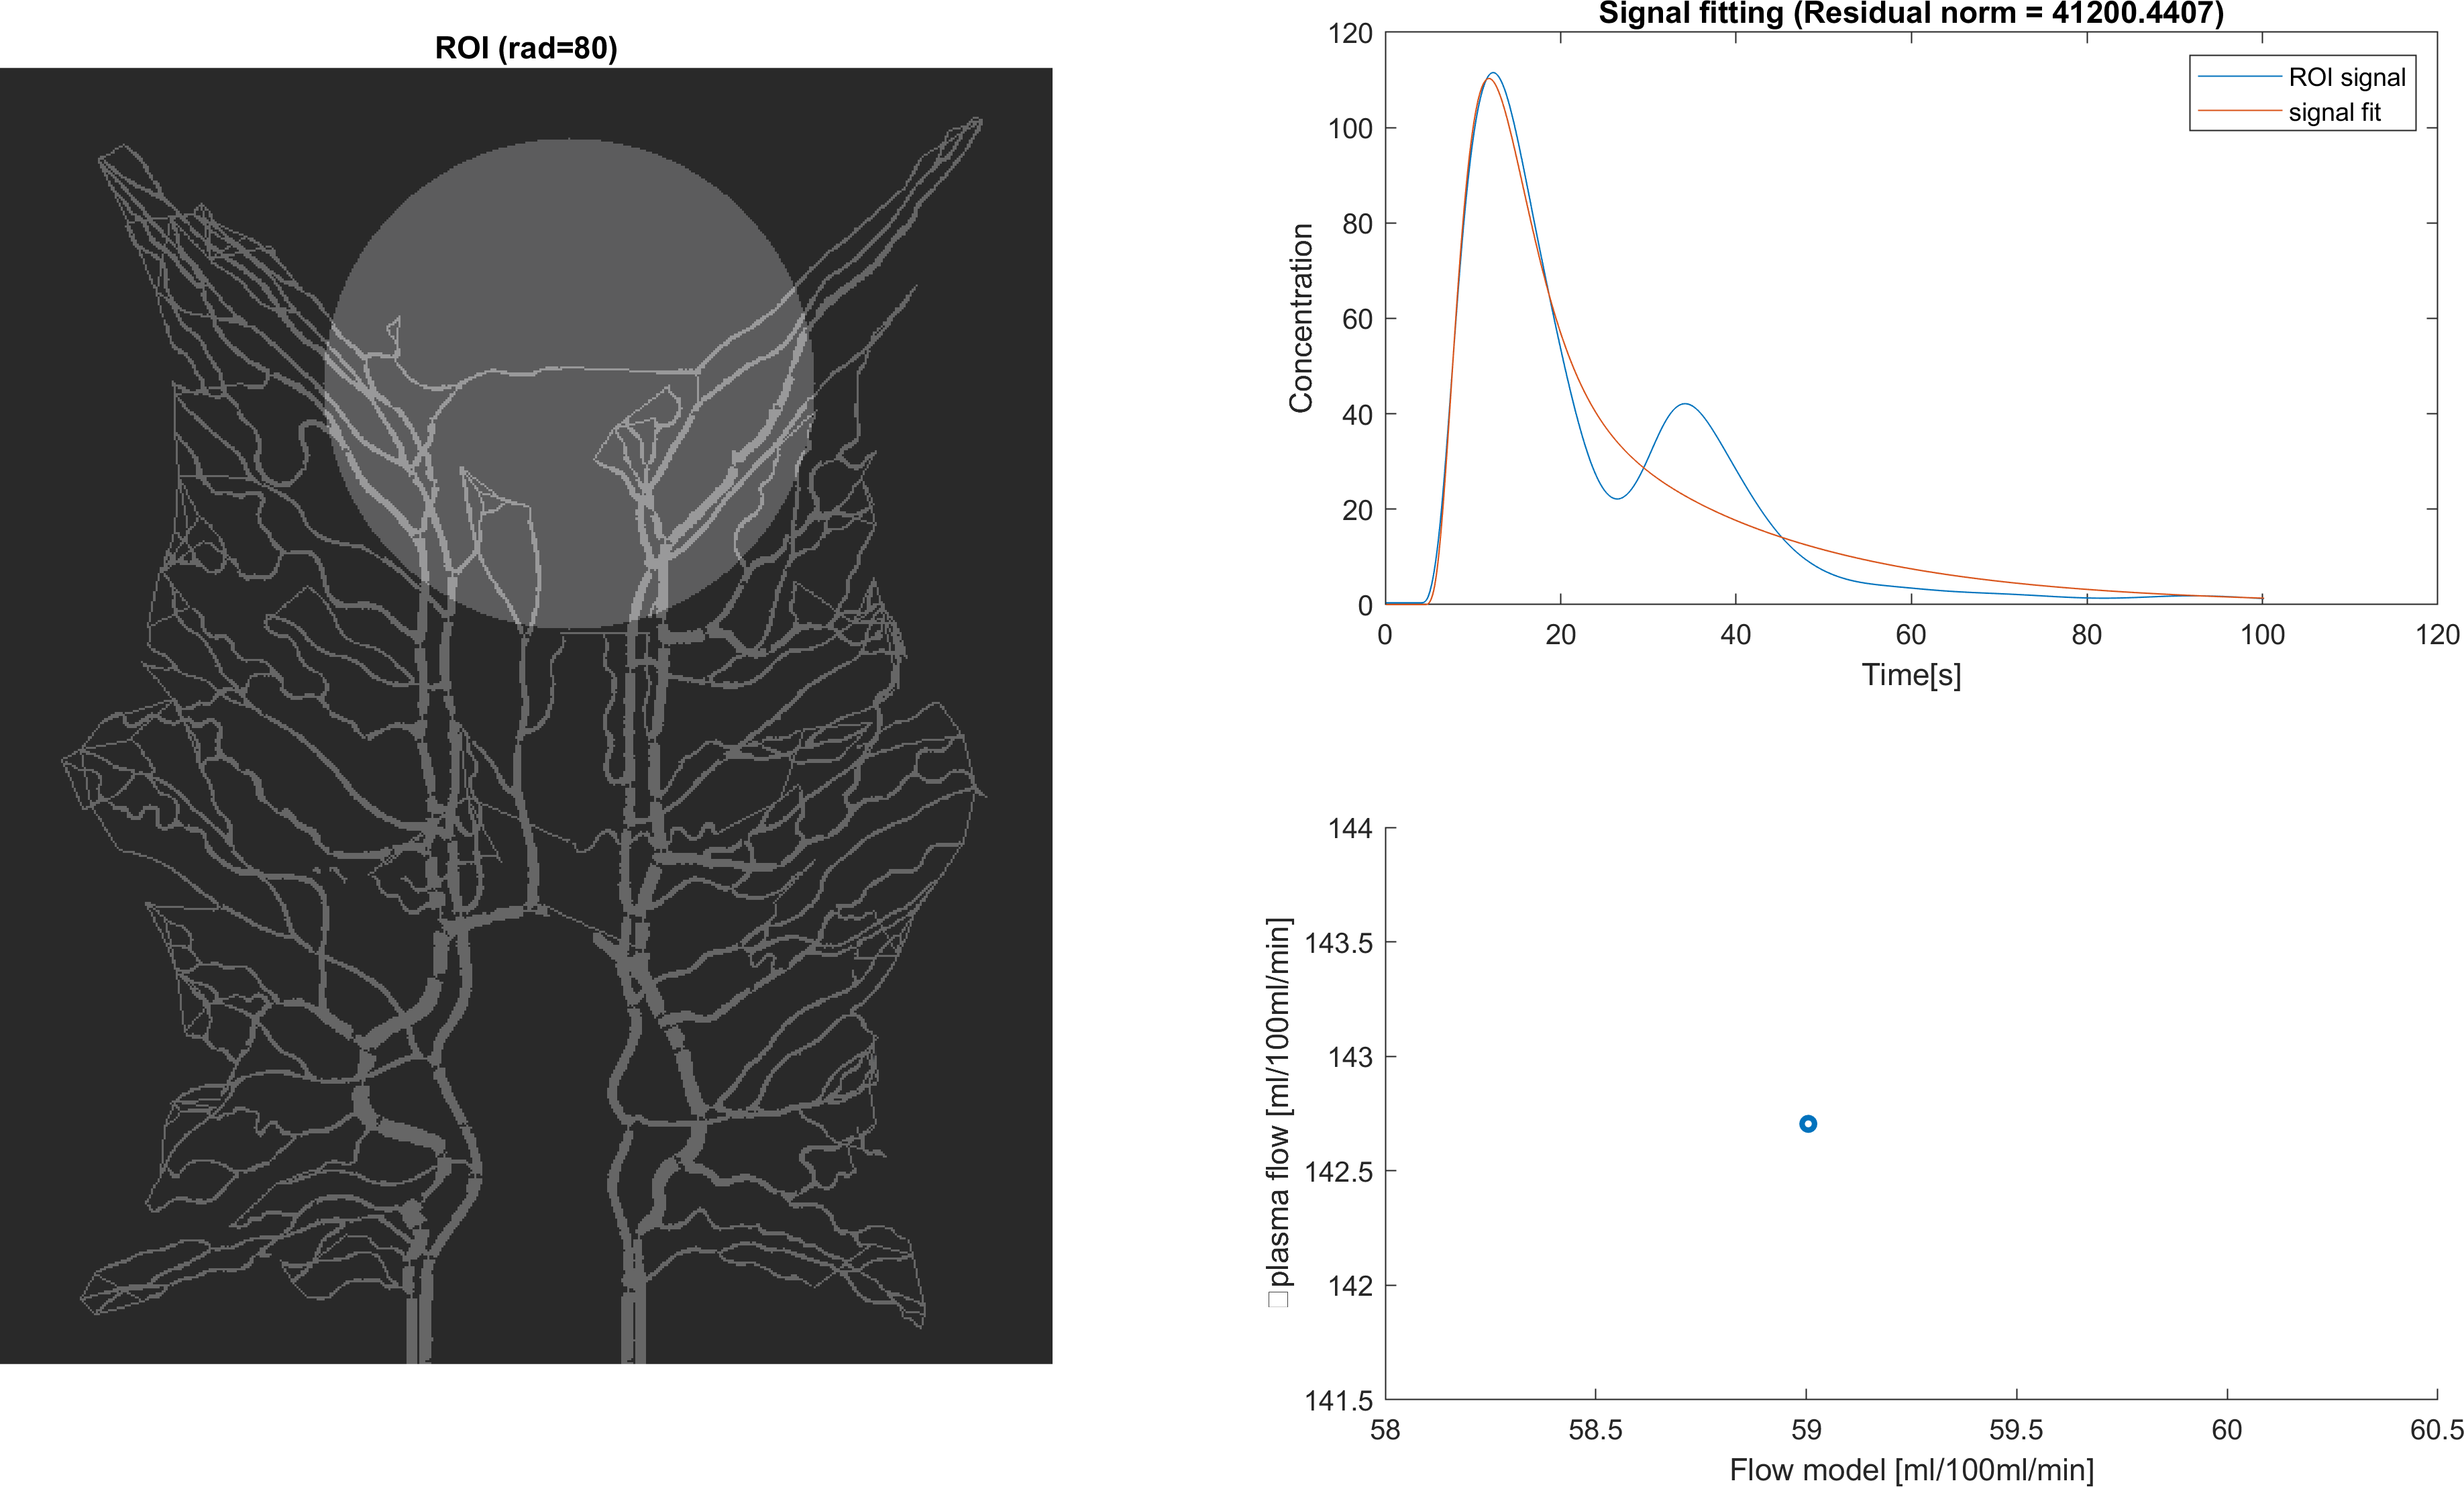 ROI (rad=80)
Signal fitting (Residual norm = 41200.4407)
120
100
80
60
40
20
0
Concentration
ROI signal
signal fit
0 20 40 60 80 100 120
Time[s]
144
143.5
143
142.5
142
141.5
□plasma flow [ml/100ml/min]
58 58.5 59 59.5 60 60.5
Flow model [ml/100ml/min]